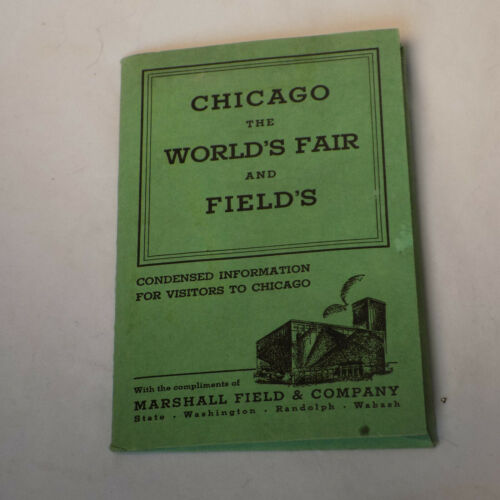 CHICAGO
THE
WORLD'S FAIR
AND
FIELD'S
CONDENSED INFORMATION
FOR VISITORS TO CHICAGO
With the compliments of
MARSHALL FIELD & COMPANY
State · Washington · Randolph · Wabash